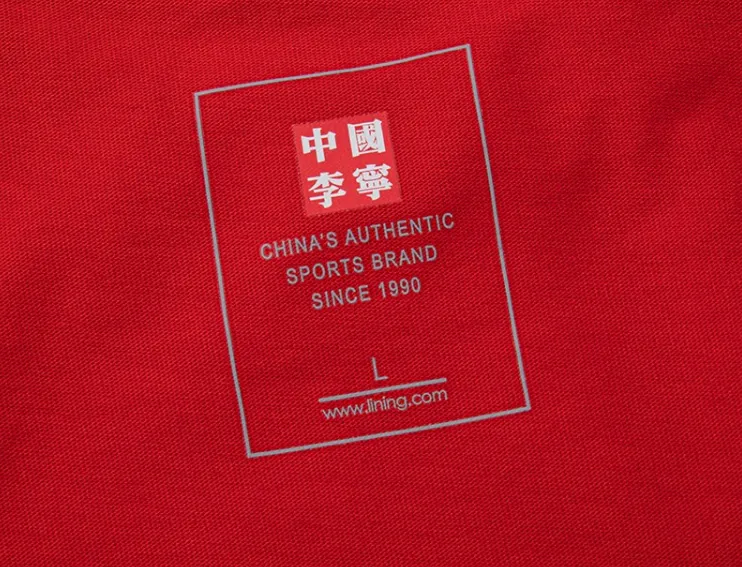 中國
李寧
CHINA'S AUTHENTIC
SPORTS BRAND
SINCE 1990
L
www.lining.com